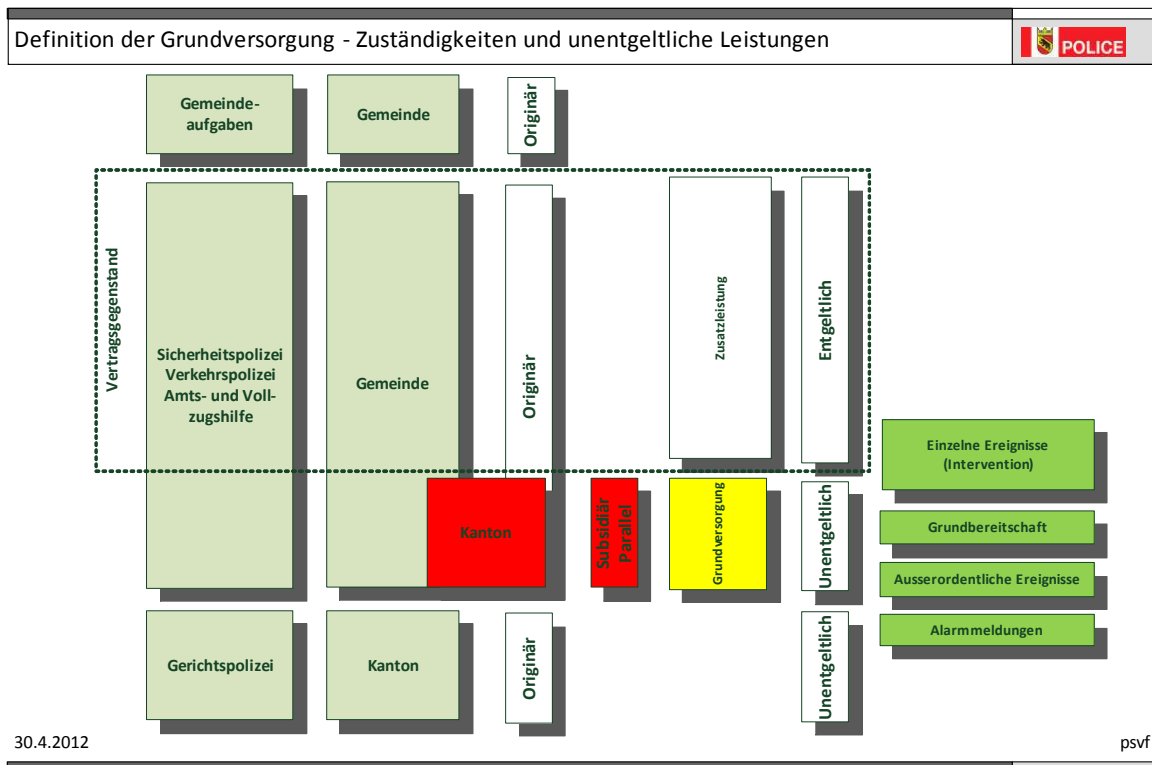 Definition der Grundversorgung - Zuständigkeiten und unentgeltliche Leistungen
POLICE
Gemeinde-
aufgaben
Gemeinde
Originär
Vertragsgegenstand
Sicherheitspolizei
Verkehrspolizei
Amts- und Voll-
zugshilfe
Gemeinde
Originär
Zusatzleistung
Entgeltlich
Kanton
Subsidiär
Parallel
Grundversorgung
Unentgeltlich
Einzelne Ereignisse
(Intervention)
Grundbereitschaft
Ausserordentliche Ereignisse
Alarmmeldungen
Gerichtspolizei
Kanton
Originär
Unentgeltlich
30.4.2012
psvf